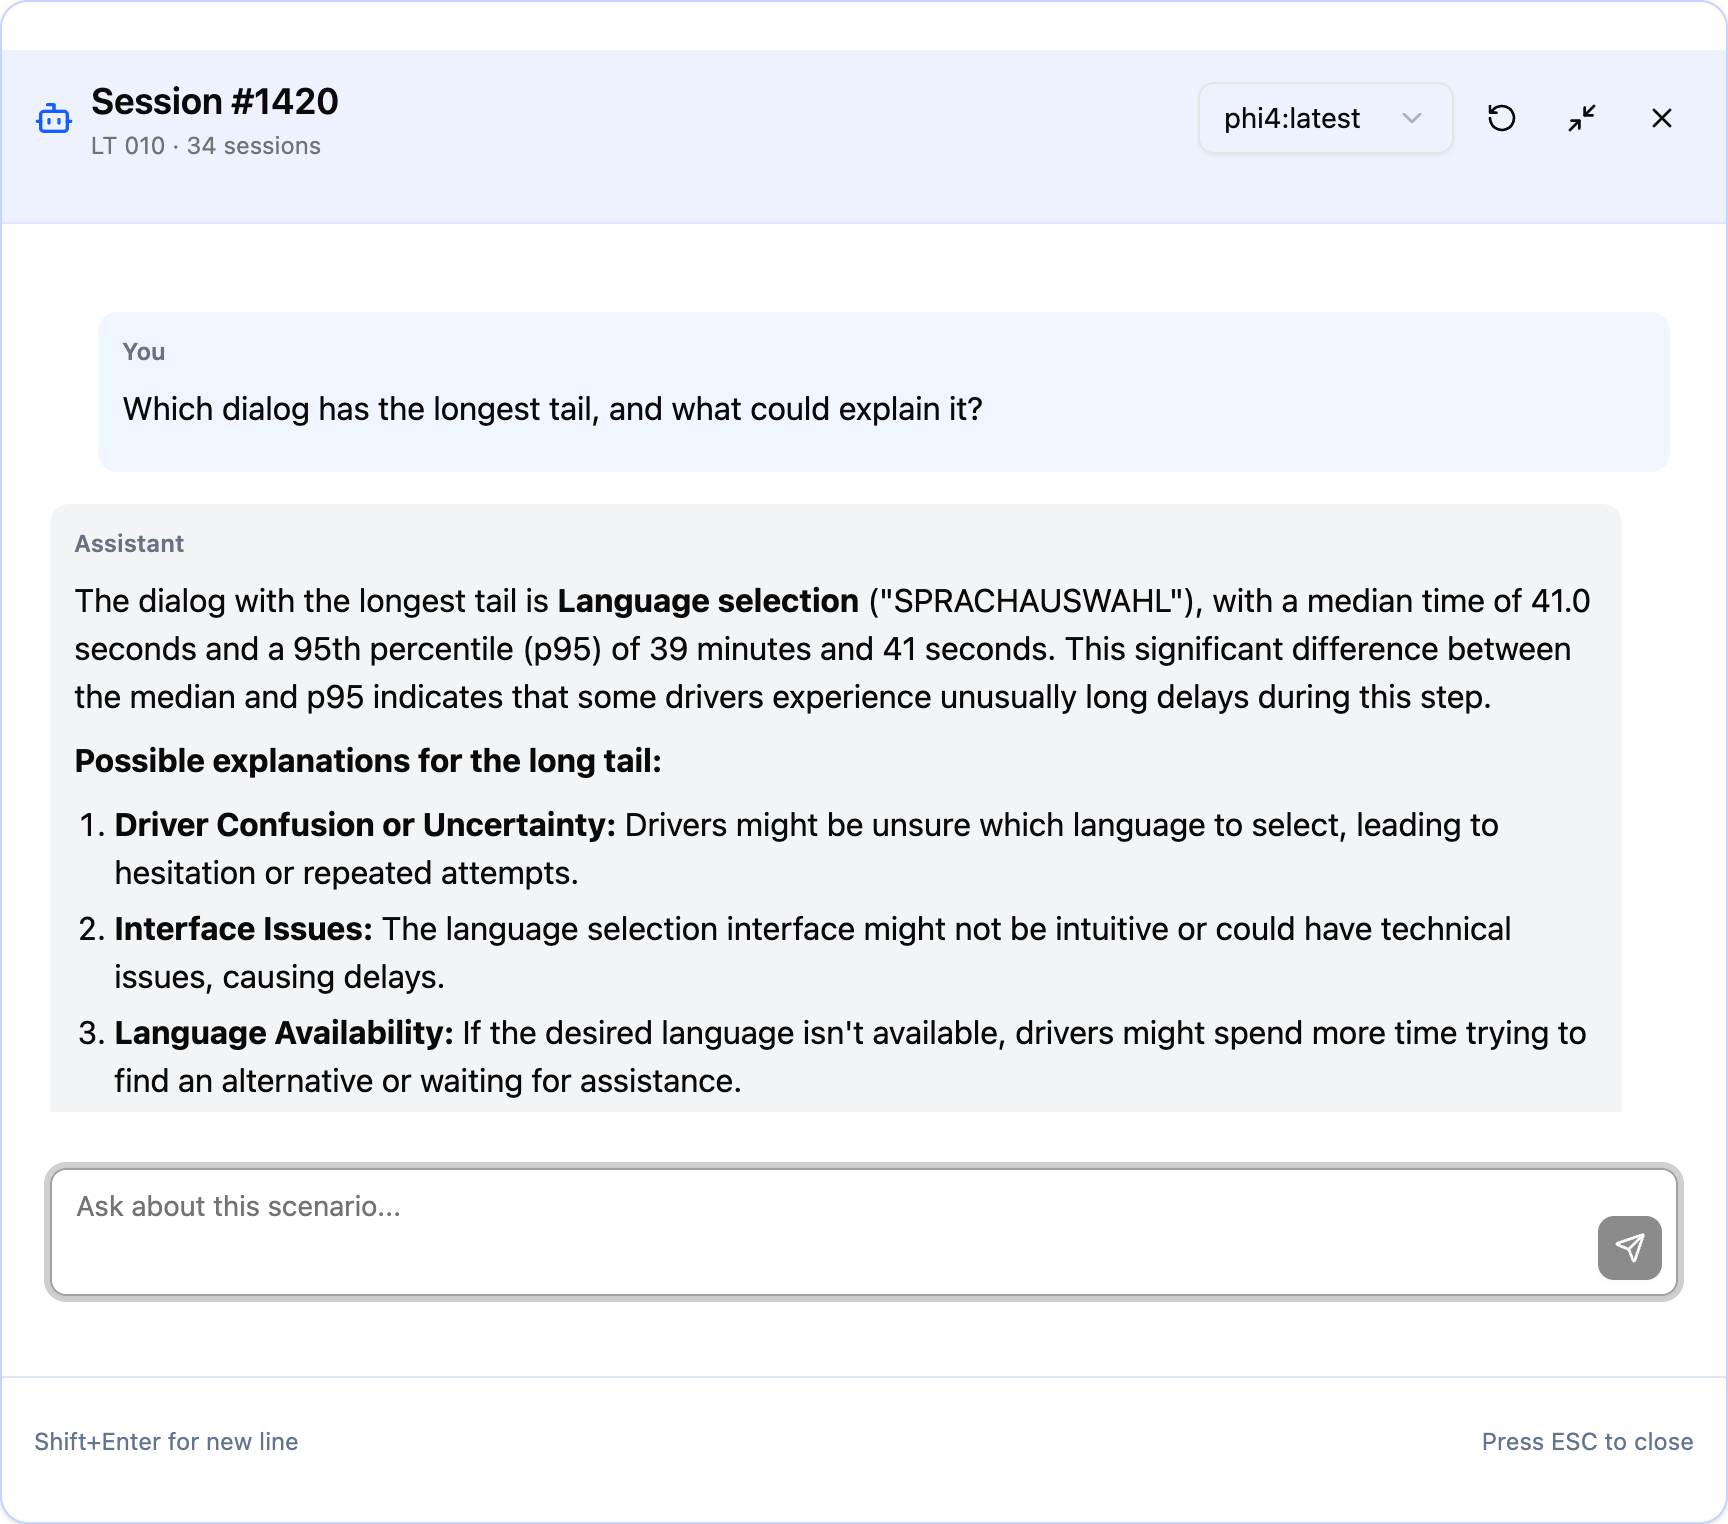 Session #1420
LT 010 · 34 sessions
phi4:latest
You
Which dialog has the longest tail, and what could explain it?
Assistant
The dialog with the longest tail is Language selection ("SPRACHAUSWAHL"), with a median time of 41.0
seconds and a 95th percentile (p95) of 39 minutes and 41 seconds. This significant difference between
the median and p95 indicates that some drivers experience unusually long delays during this step.
Possible explanations for the long tail:
1. Driver Confusion or Uncertainty: Drivers might be unsure which language to select, leading to
hesitation or repeated attempts.
2. Interface Issues: The language selection interface might not be intuitive or could have technical
issues, causing delays.
3. Language Availability: If the desired language isn't available, drivers might spend more time trying to
find an alternative or waiting for assistance.
Ask about this scenario...
Shift+Enter for new line
Press ESC to close